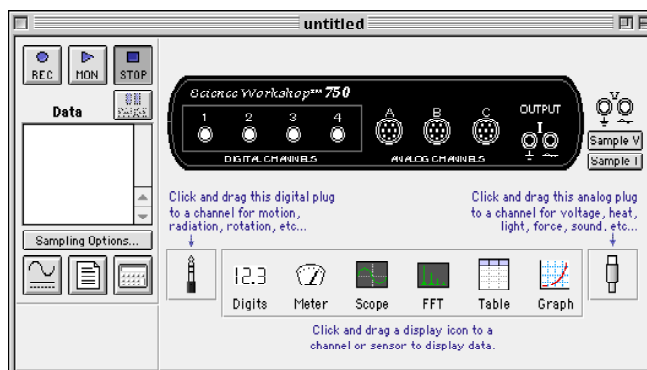 untitled
REC MON STOP
Data
Science Workshop™ 750
1 2 3 4
DIGITAL CHANNELS
A B C
ANALOG CHANNELS
OUTPUT
I
V
Sample V
Sample I
Click and drag this digital plug
to a channel for motion,
radiation, rotation, etc...
Click and drag this analog plug
to a channel for voltage, heat,
light, force, sound. etc...
Sampling Options...
12.3
Digits Meter Scope FFT Table Graph
Click and drag a display icon to a
channel or sensor to display data.